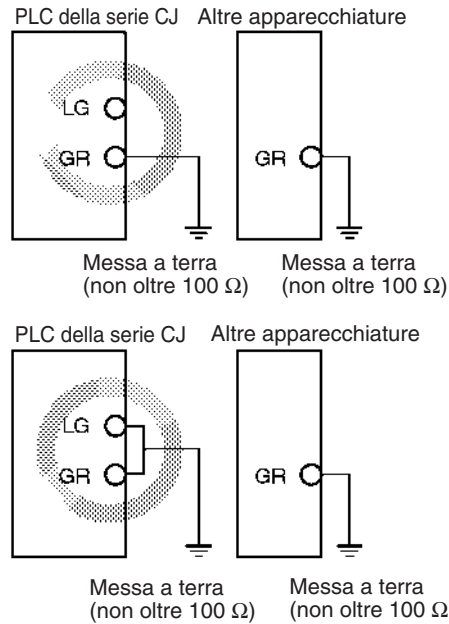 PLC della serie CJ Altre apparecchiature
LG
GR GR
Messa a terra Messa a terra
(non oltre 100 Ω) (non oltre 100 Ω)
PLC della serie CJ Altre apparecchiature
LG
GR GR
Messa a terra Messa a terra
(non oltre 100 Ω) (non oltre 100 Ω